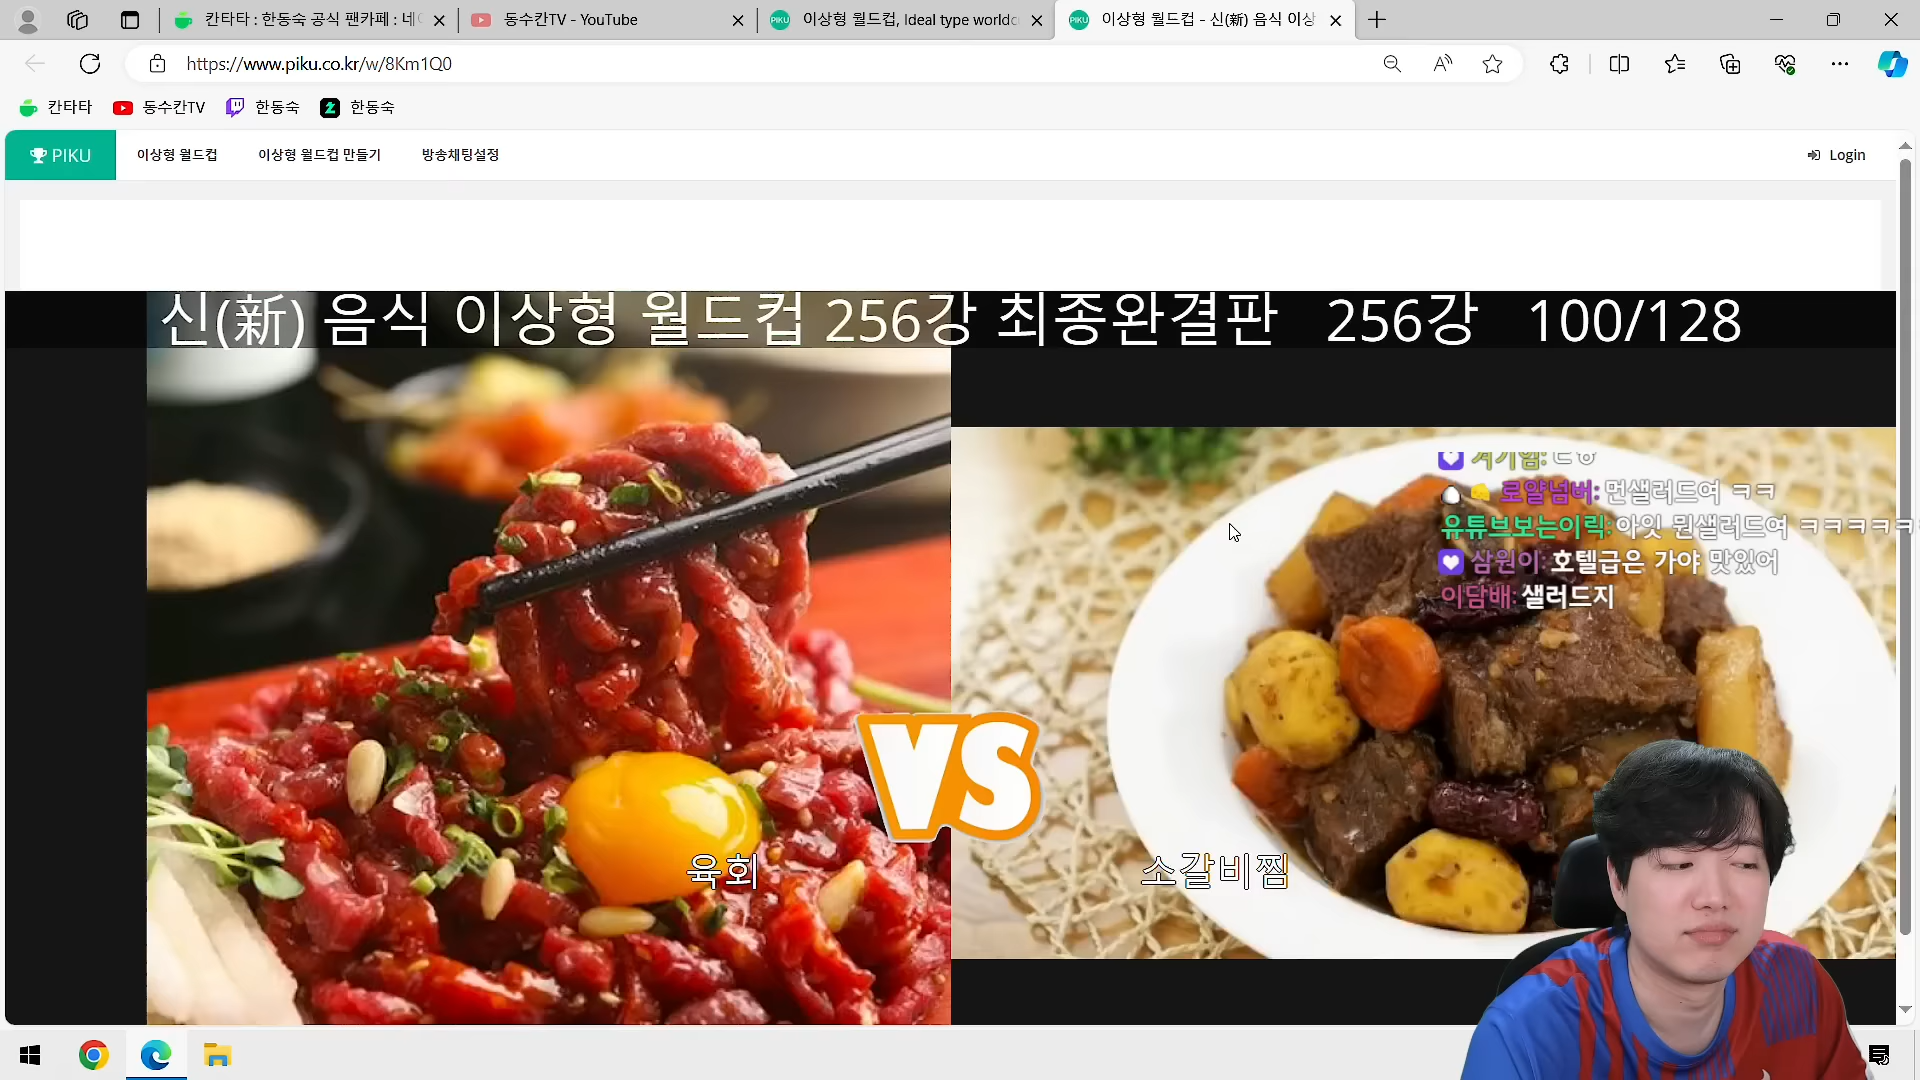 칸타타 : 한동숙 공식 팬카페 : 네
동수칸TV - YouTube
이상형 월드컵, Ideal type worldc
이상형 월드컵 - 신(新) 음식 이상
https://www.piku.co.kr/w/8Km1Q0
칸타타
동수칸TV
한동숙
한동숙
PIKU
이상형 월드컵
이상형 월드컵 만들기
방송채팅설정
Login
신(新) 음식 이상형 월드컵 256강 최종완결판 256강 100/128
로얄넘버: 면샐러드여 ㅋㅋ
유튜브보는이릭: 아잇 뭔샐러드여 ㅋㅋㅋㅋㅋ
삼원이: 호텔급은 가야 맛있어
이담배: 샐러드지
VS
육회
소갈비찜